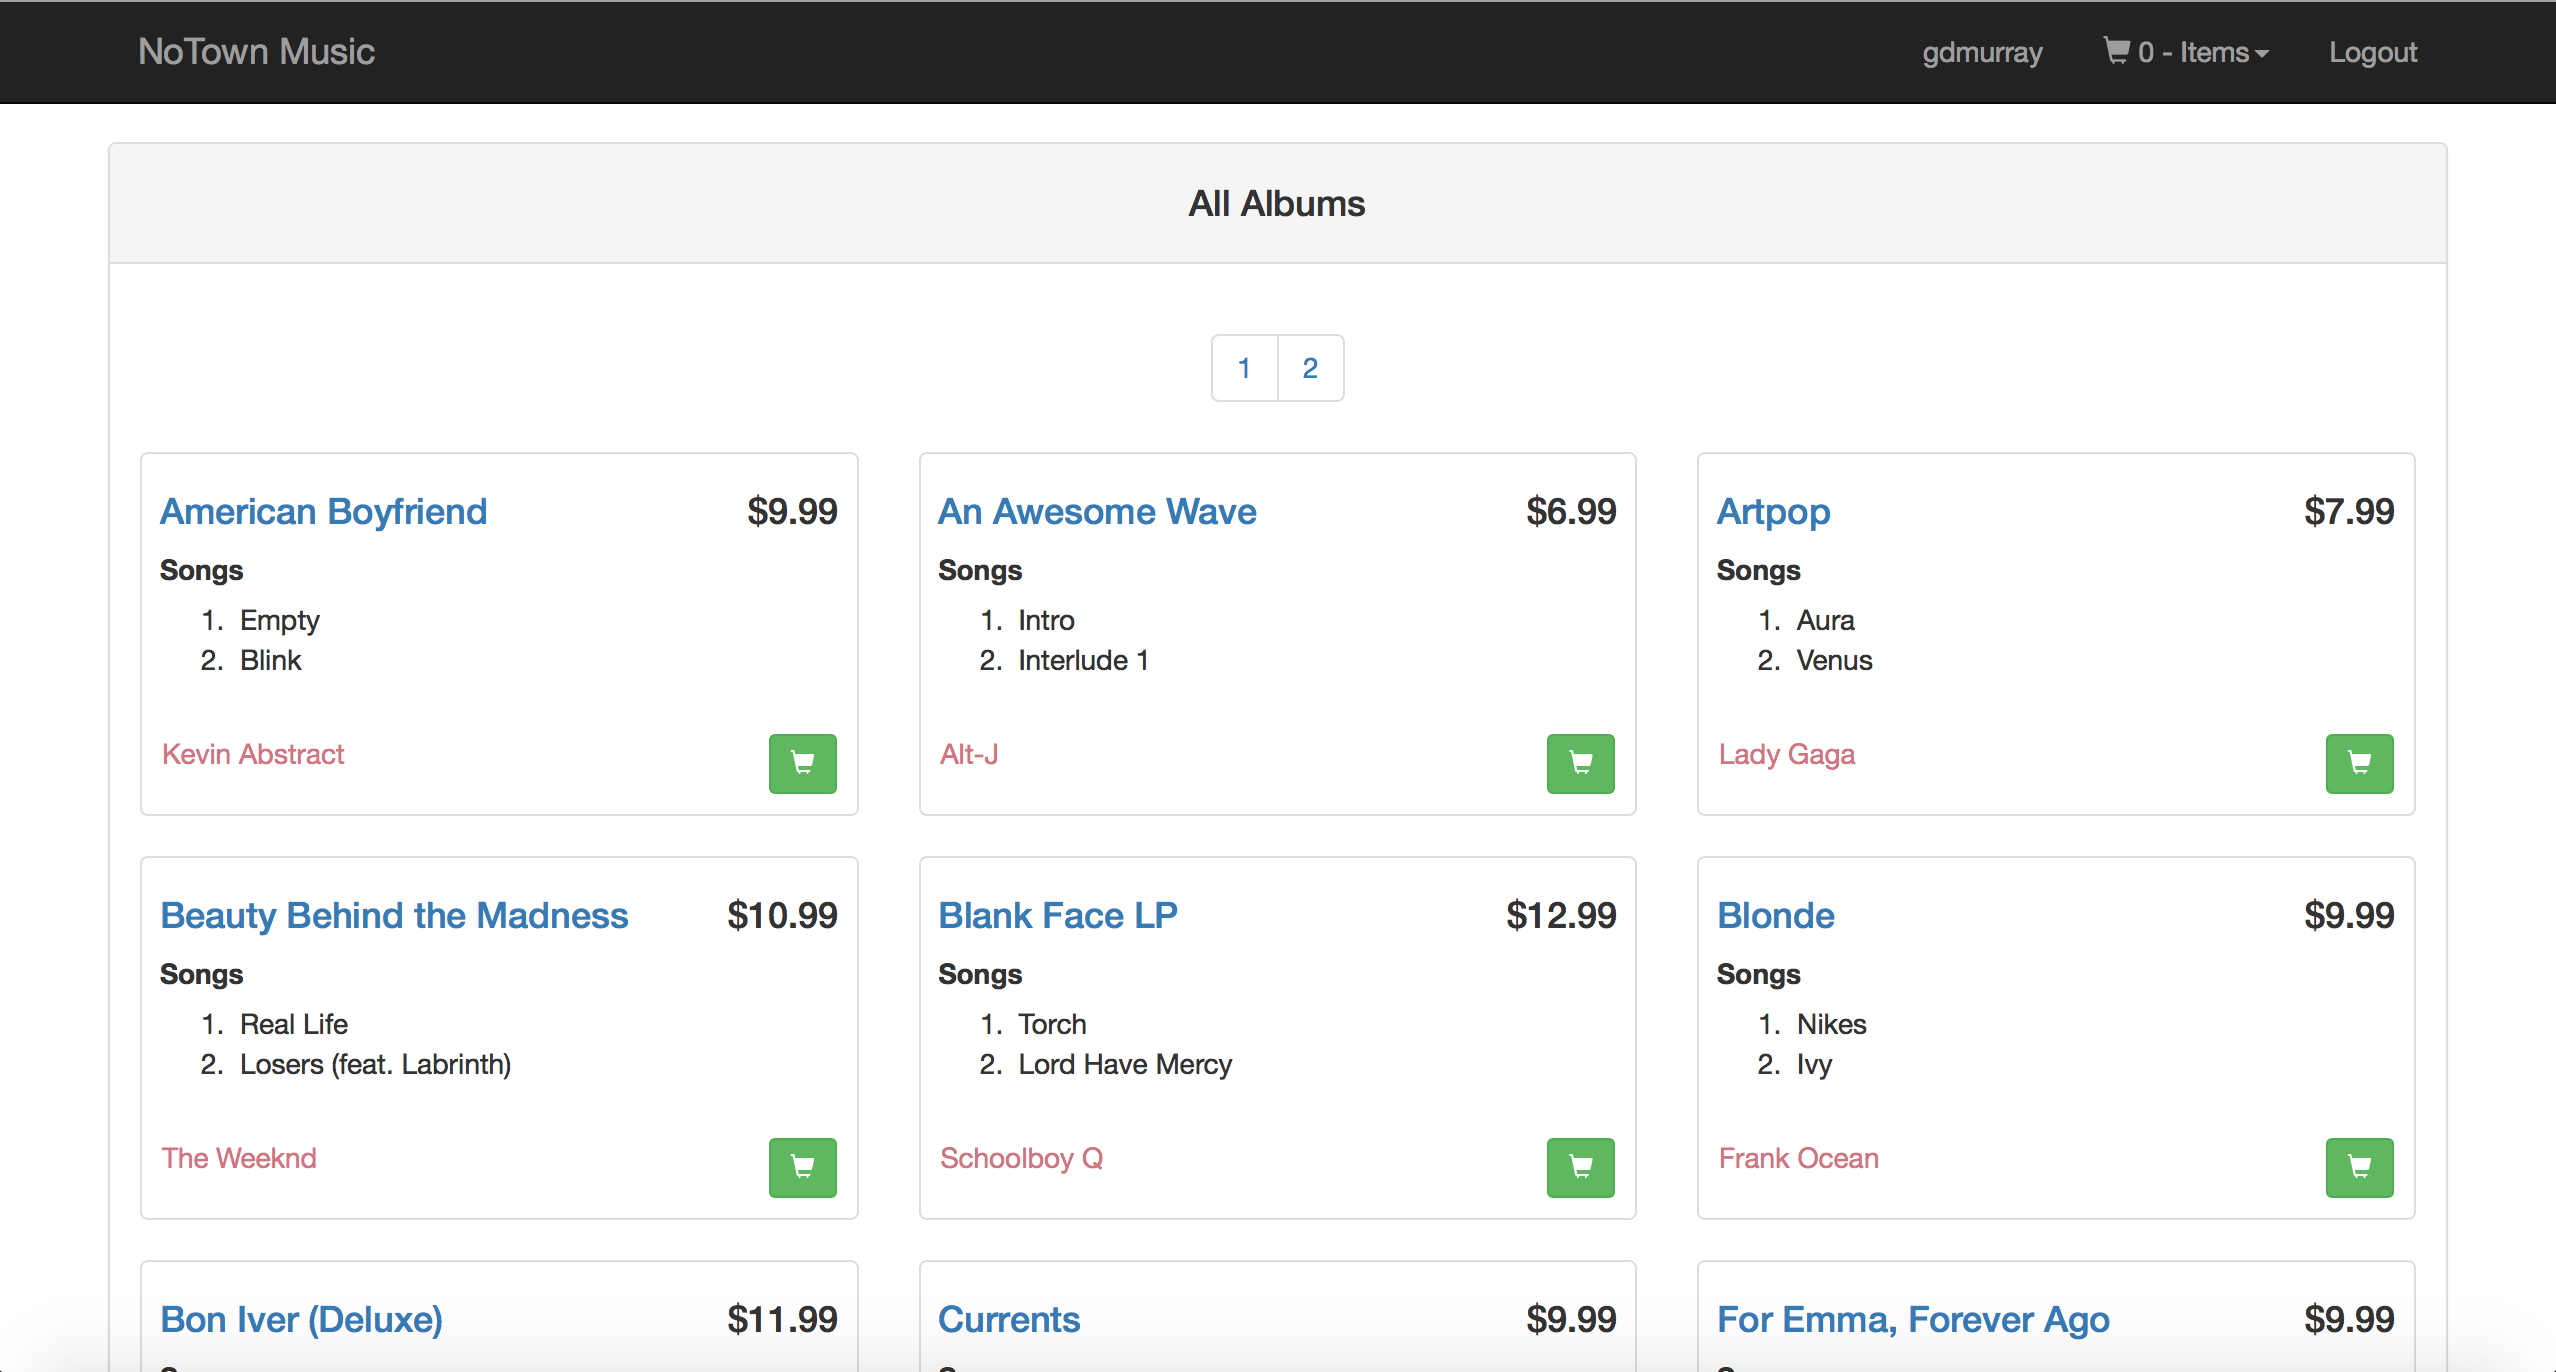 NoTown Music
gdmurray
0 - Items
Logout
All Albums
1 2
American Boyfriend $9.99
Songs
1. Empty
2. Blink
Kevin Abstract
An Awesome Wave $6.99
Songs
1. Intro
2. Interlude 1
Alt-J
Artpop $7.99
Songs
1. Aura
2. Venus
Lady Gaga
Beauty Behind the Madness $10.99
Songs
1. Real Life
2. Losers (feat. Labrinth)
The Weeknd
Blank Face LP $12.99
Songs
1. Torch
2. Lord Have Mercy
Schoolboy Q
Blonde $9.99
Songs
1. Nikes
2. Ivy
Frank Ocean
Bon Iver (Deluxe) $11.99
Currents $9.99
For Emma, Forever Ago $9.99